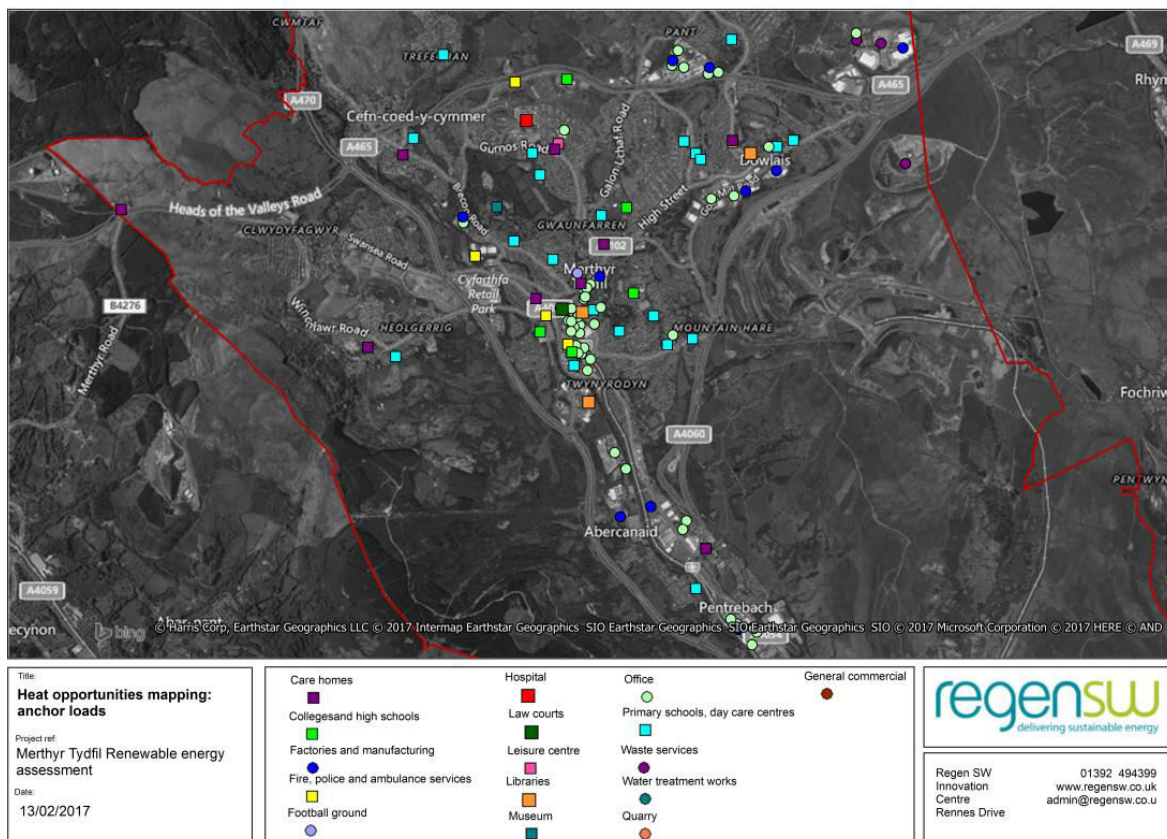 CWMTAF
PANT
A469
TREFECHAN
Rhym
A470
A465
Cefn-coed-y-cymmer
A465
Gurnos Road
Galon Uchaf Road
Dowlais
Goat Mill Road
Brecon Road
High Street
Heads of the Valleys Road
GWAUNFARREN
CLWYDYFAGWYR
Swansea Road
Merthyr
Cyfarthfa
Retail
Park
B4276
HEOLGERRIG
MOUNTAIN HARE
Merthyr Road
TWYNYRODYN
Fochriw
A4060
PENTWYN
Abercanaid
A4059
Pentrebach
ecynon
bing
© Harris Corp, Earthstar Geographics LLC © 2017 Intermap Earthstar Geographics SIO Earthstar Geographics SIO Earthstar Geographics SIO © 2017 Microsoft Corporation © 2017 HERE © AND
Title:
Heat opportunities mapping:
anchor loads
Project ref:
Merthyr Tydfil Renewable energy
assessment
Date:
13/02/2017
Care homes
Collegesand high schools
Factories and manufacturing
Fire, police and ambulance services
Football ground
Hospital
Law courts
Leisure centre
Libraries
Museum
Office
Primary schools, day care centres
Waste services
Water treatment works
Quarry
General commercial
regensw
delivering sustainable energy
Regen SW 01392 494399
Innovation www.regensw.co.uk
Centre admin@regensw.co.u
Rennes Drive